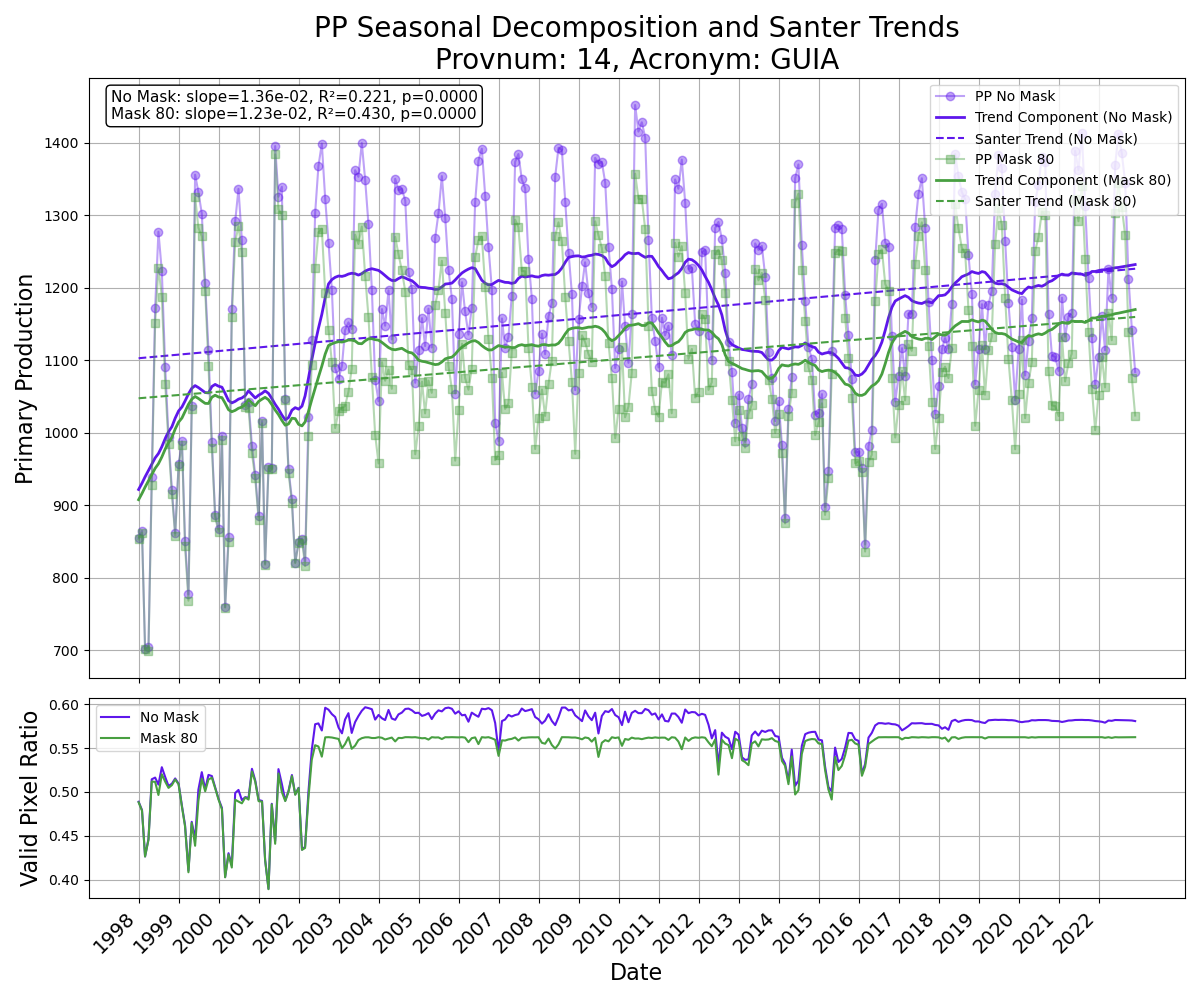 PP Seasonal Decomposition and Santer Trends
Provnum: 14, Acronym: GUIA
No Mask: slope=1.36e-02, R²=0.221, p=0.0000
Mask 80: slope=1.23e-02, R²=0.430, p=0.0000
PP No Mask
Trend Component (No Mask)
Santer Trend (No Mask)
PP Mask 80
Trend Component (Mask 80)
Santer Trend (Mask 80)
Primary Production
1400
1300
1200
1100
1000
900
800
700
Valid Pixel Ratio
0.60
0.55
0.50
0.45
0.40
No Mask
Mask 80
1998
1999
2000
2001
2002
2003
2004
2005
2006
2007
2008
2009
2010
2011
2012
2013
2014
2015
2016
2017
2018
2019
2020
2021
2022
Date